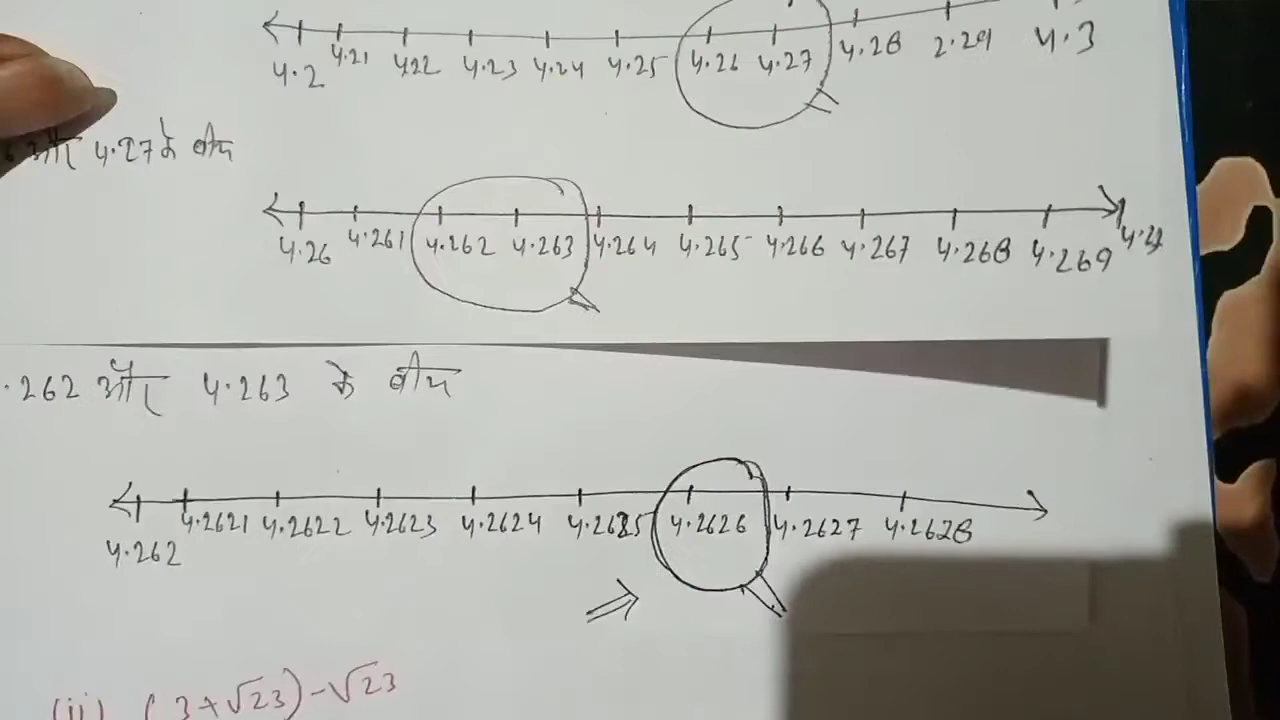 4.2 4.21 422 4.23 4.24 4.25 4.26 4.27 4.28 2.29 4.3
और 4.27 के बीच
4.26 4.261 4.262 4.263 4.264 4.265 4.266 4.267 4.268 4.269
.262 और 4.263 के बीच
4.262 4.2621 4.2622 4.2623 4.2624 4.2625 4.2626 4.2627 4.2628
⇒
(ii) (3+√23)-√23